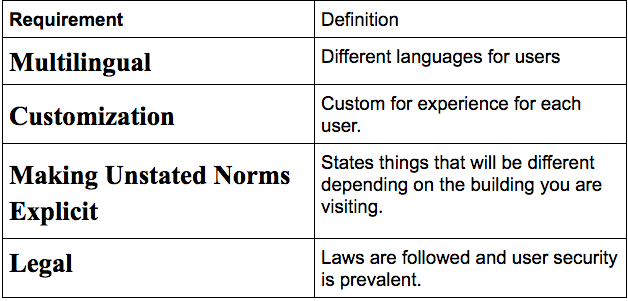 Requirement
Definition
Multilingual
Different languages for users
Customization
Custom for experience for each
user.
Making Unstated Norms
Explicit
States things that will be different
depending on the building you are
visiting.
Legal
Laws are followed and user security
is prevalent.